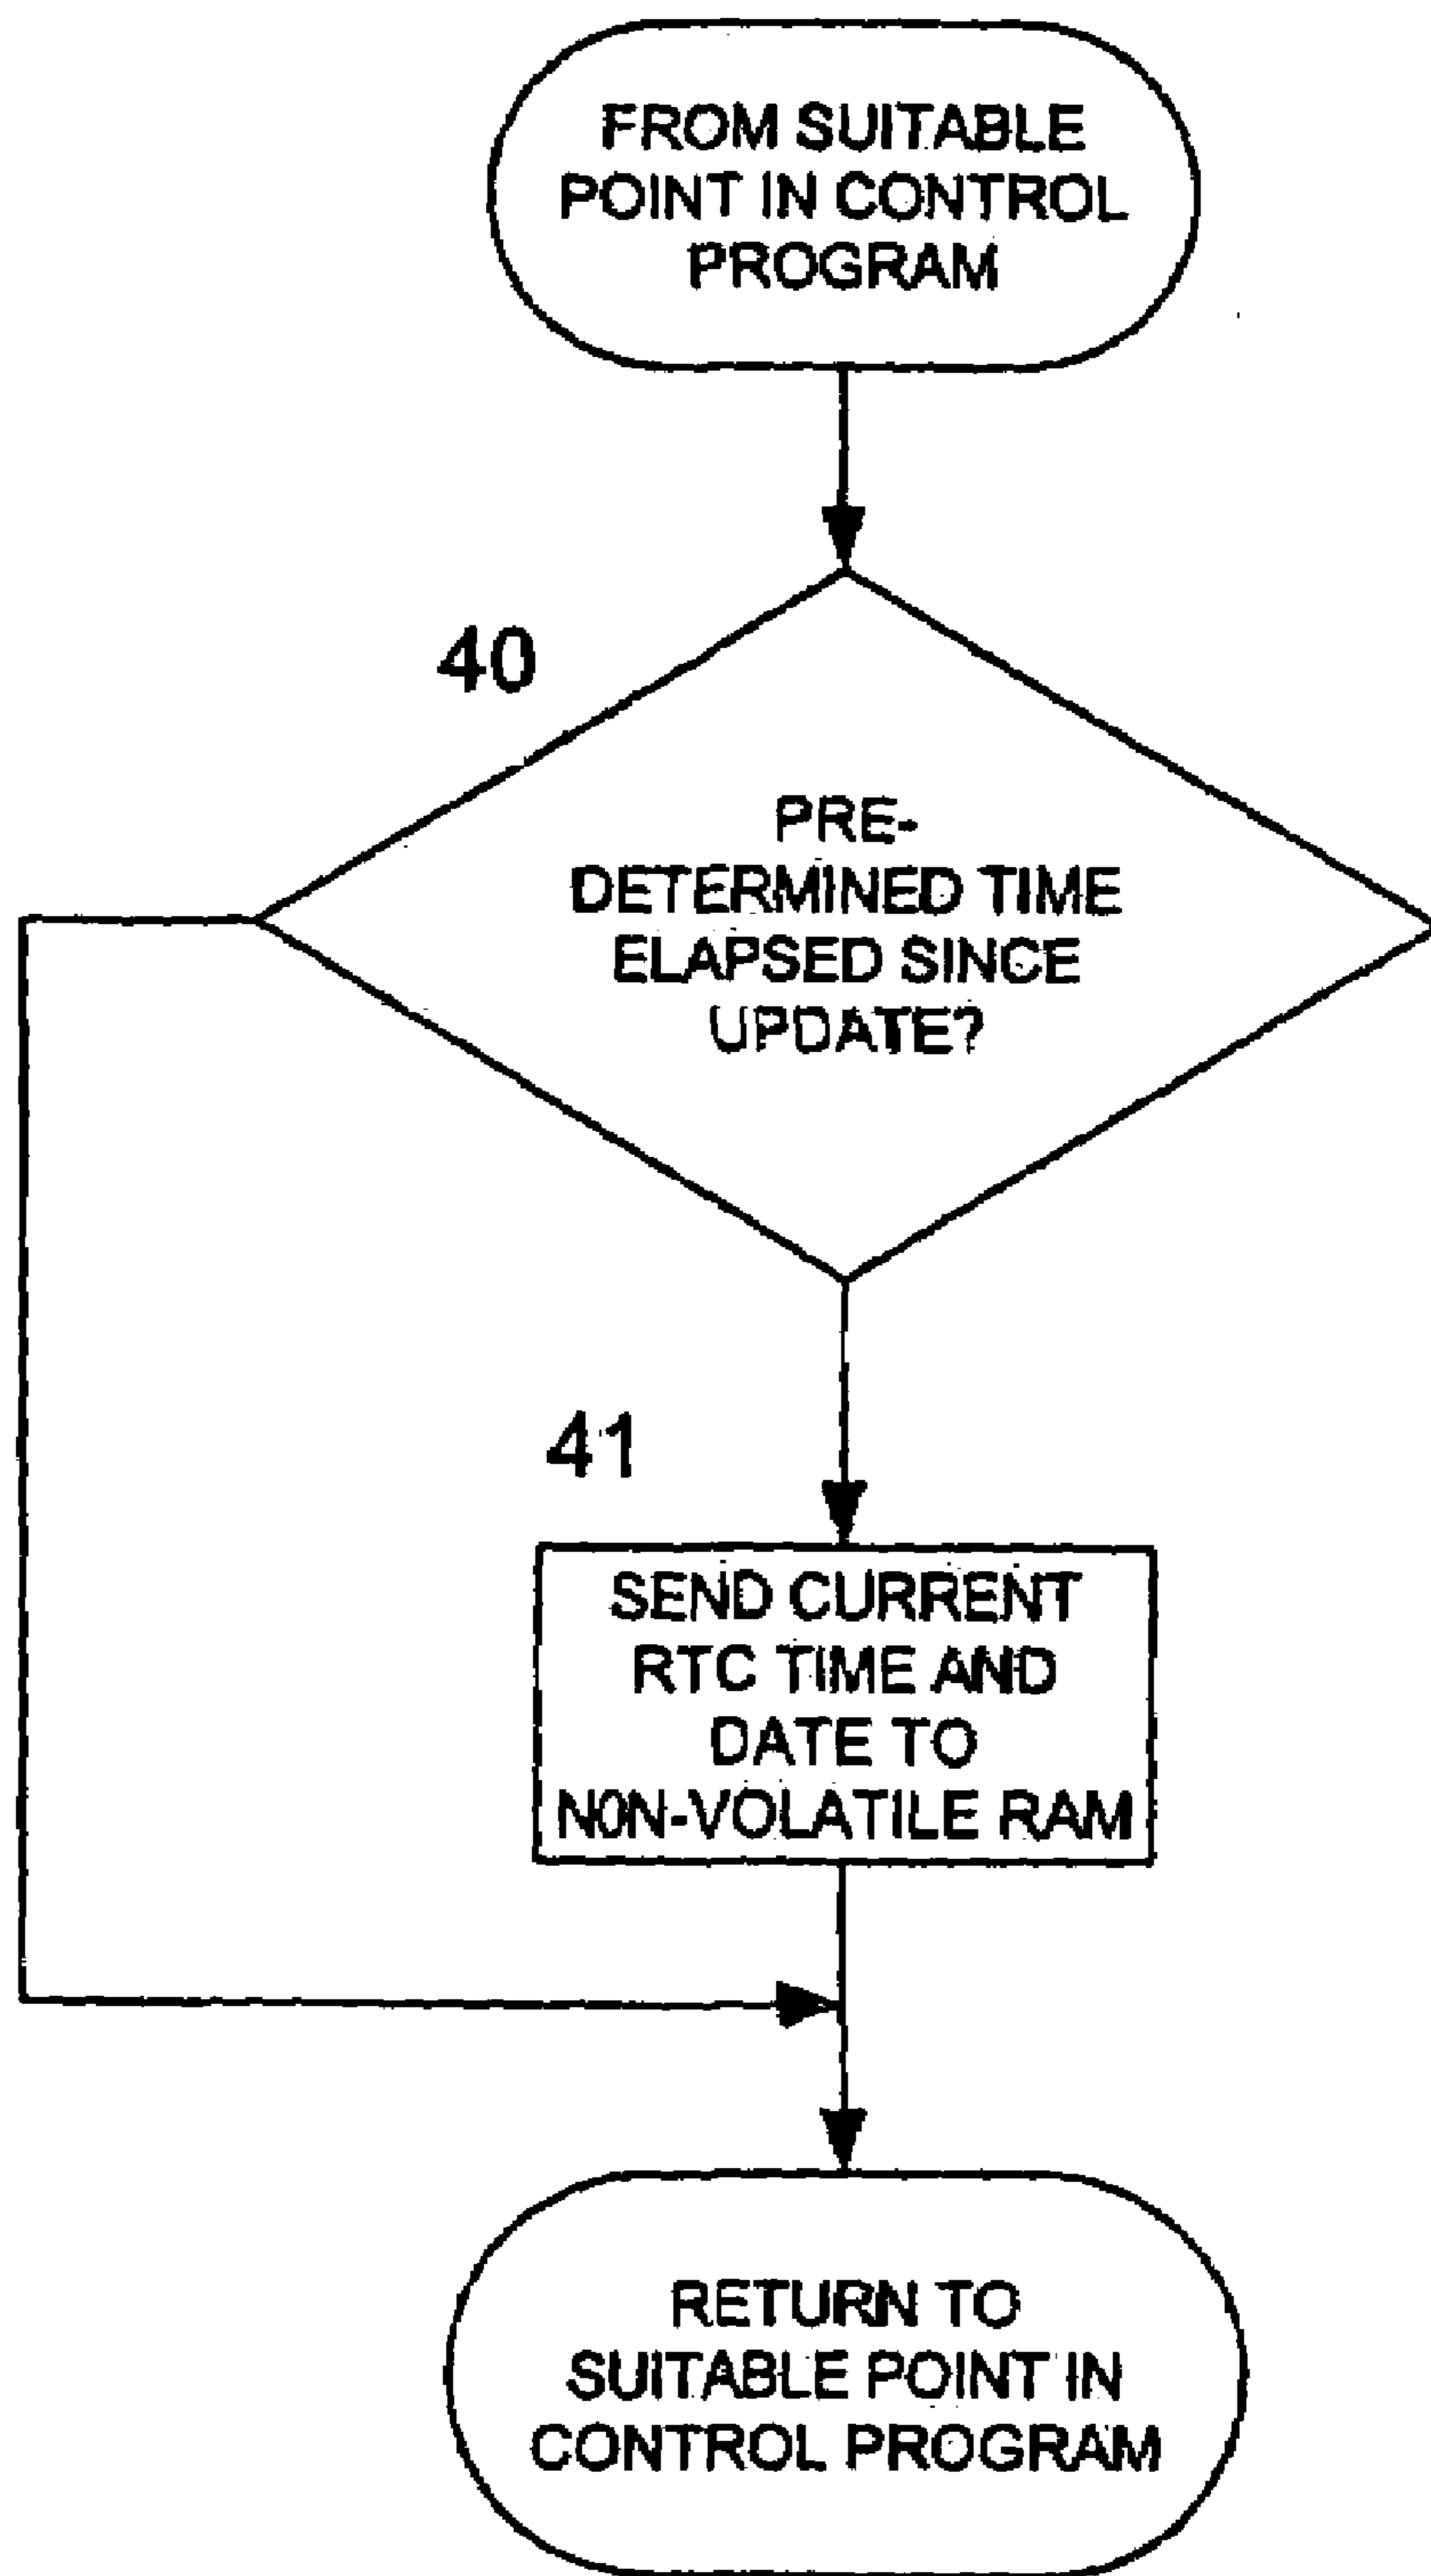 FROM SUITABLE
POINT IN CONTROL
PROGRAM
40
PRE-
DETERMINED TIME
ELAPSED SINCE
UPDATE?
41
SEND CURRENT
RTC TIME AND
DATE TO
N0N-VOLATILE RAM
RETURN TO
SUITABLE POINT IN
CONTROL PROGRAM